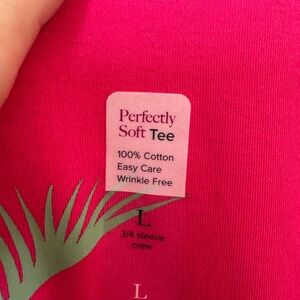 Perfectly
Soft Tee
100% Cotton
Easy Care
Wrinkle Free
L
3/4 sleeve
crew
L